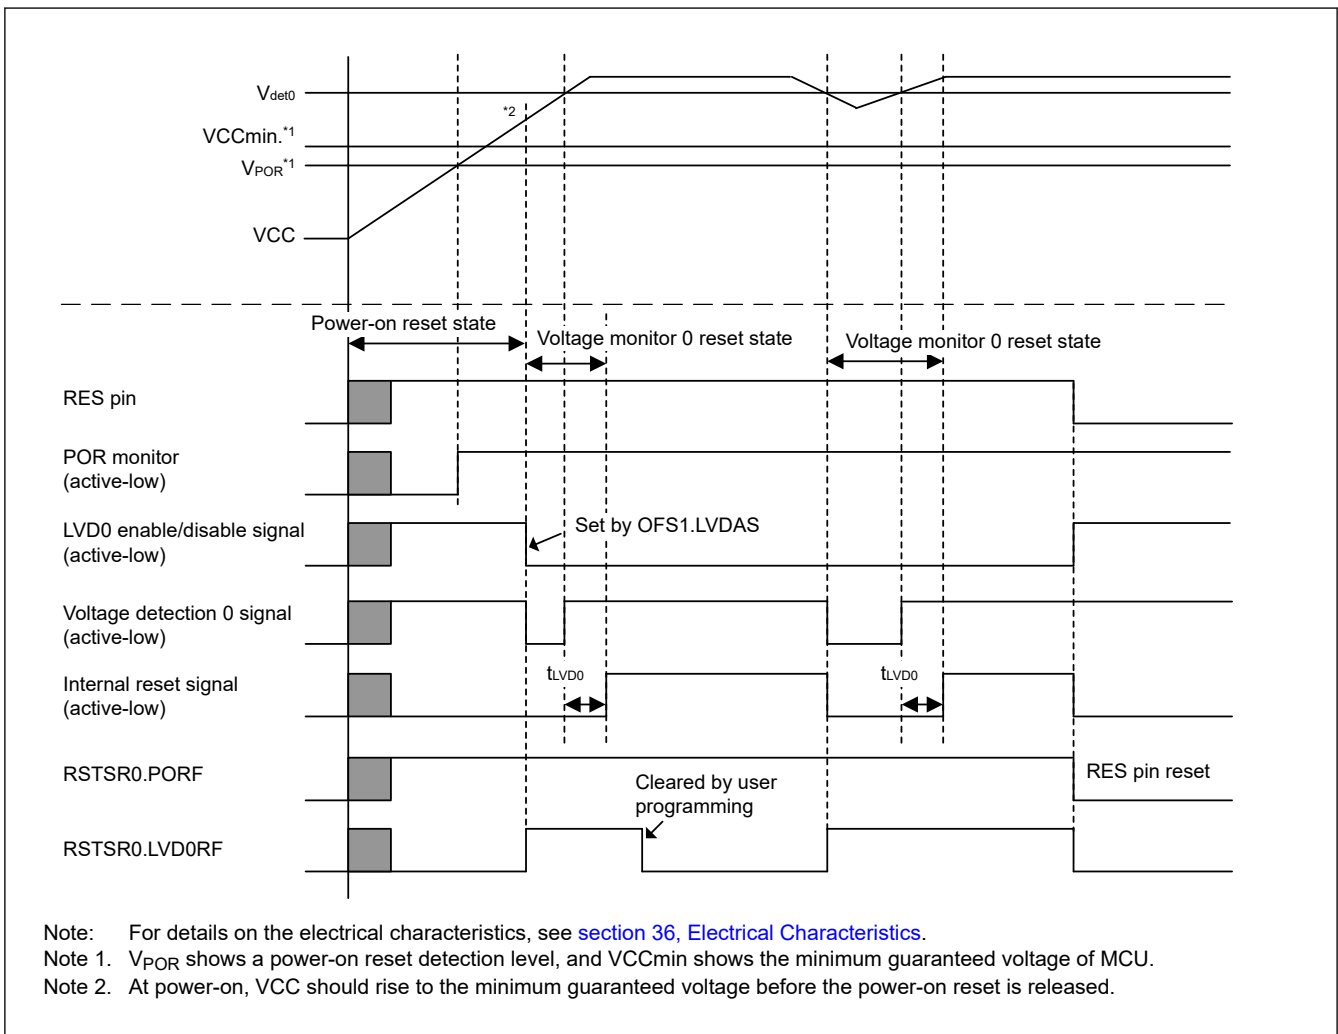 Vdet0
*2
VCCmin.*1
VPOR*1
VCC
Power-on reset state
Voltage monitor 0 reset state
Voltage monitor 0 reset state
RES pin
POR monitor
(active-low)
LVD0 enable/disable signal
(active-low)
Set by OFS1.LVDAS
Voltage detection 0 signal
(active-low)
Internal reset signal
(active-low)
tLVD0
tLVD0
RSTSR0.PORF
RES pin reset
Cleared by user
programming
RSTSR0.LVD0RF
Note: For details on the electrical characteristics, see section 36, Electrical Characteristics.
Note 1. VPOR shows a power-on reset detection level, and VCCmin shows the minimum guaranteed voltage of MCU.
Note 2. At power-on, VCC should rise to the minimum guaranteed voltage before the power-on reset is released.